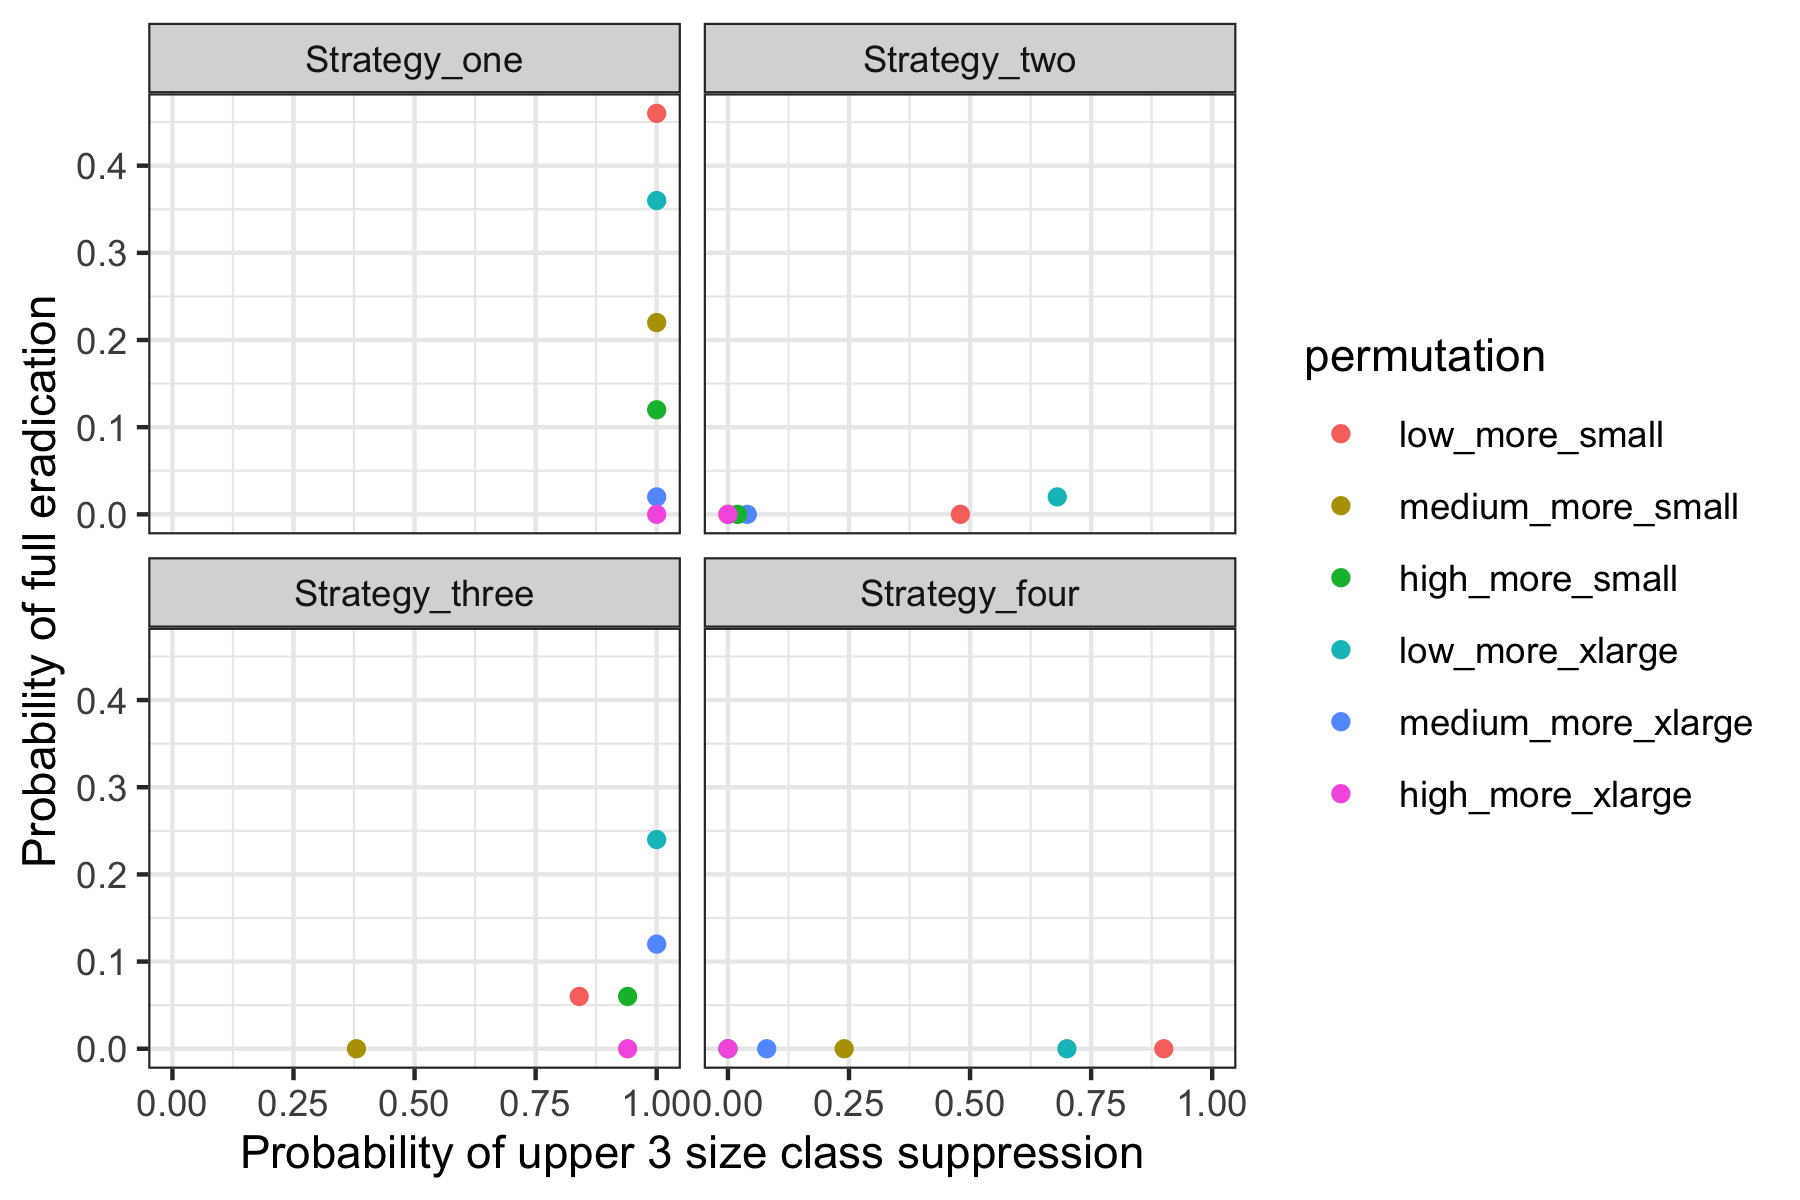 Strategy_one
Strategy_two
0.4
0.3
0.2
0.1
0.0
Strategy_three
Strategy_four
0.4
0.3
0.2
0.1
0.0
0.00 0.25 0.50 0.75 1.00
0.00 0.25 0.50 0.75 1.00
Probability of upper 3 size class suppression
Probability of full eradication
permutation
low_more_small
medium_more_small
high_more_small
low_more_xlarge
medium_more_xlarge
high_more_xlarge